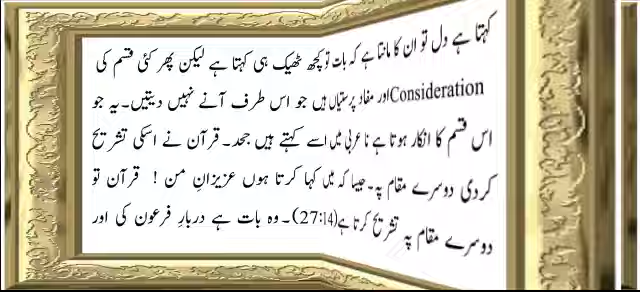 کہتا ہے دل تو ان کا مانتا ہے کہ بات تو کچھ ٹھیک ہی کہتا ہے لیکن پھر کئی قسم کی
Consideration اور مفاد پرستیاں ہیں جو اس طرف آنے نہیں دیتیں۔ یہ جو
اس قسم کا انکار ہوتا ہے نا عربی میں اسے کہتے ہیں جحد۔ قرآن نے اسکی تشریح
کردی دوسرے مقام پہ۔ جیسا کہ میں کہا کرتا ہوں عزیزانِ من ! قرآن تو
دوسرے مقام پہ تشریح کرتا ہے (27:14)۔ وہ بات ہے دربارِ فرعون کی اور